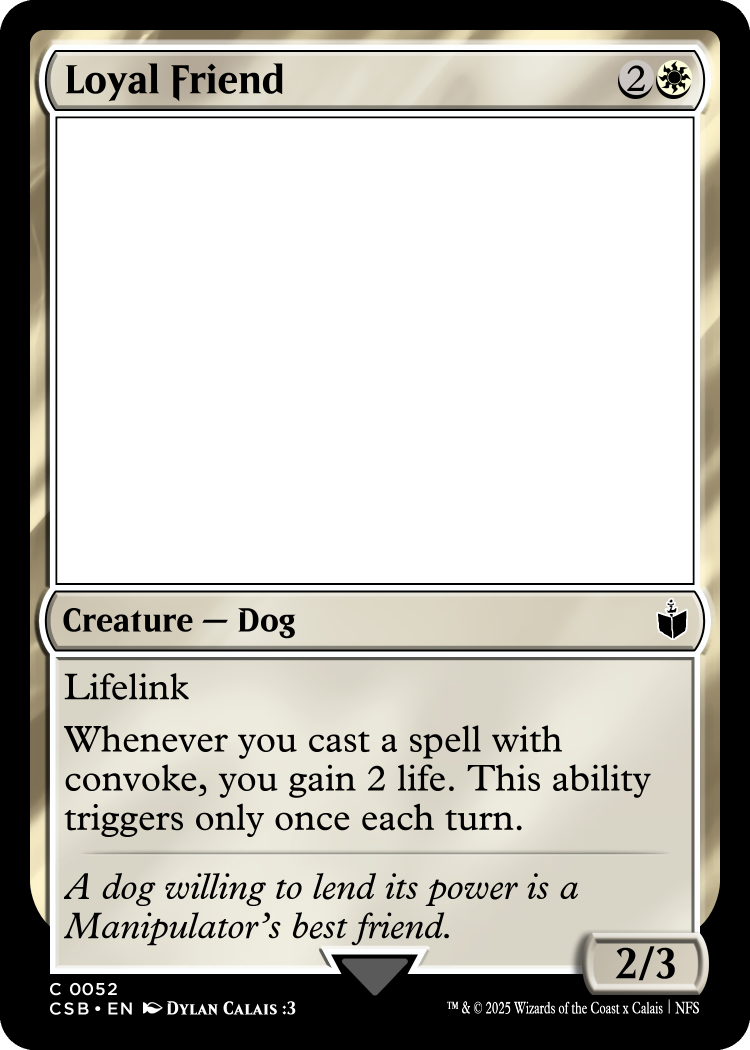 Loyal Friend 2
Creature — Dog
Lifelink
Whenever you cast a spell with
convoke, you gain 2 life. This ability
triggers only once each turn.
A dog willing to lend its power is a
Manipulator's best friend.
2/3
C 0052
CSB • EN Dylan Calais :3
™ & © 2025 Wizards of the Coast x Calais | NFS